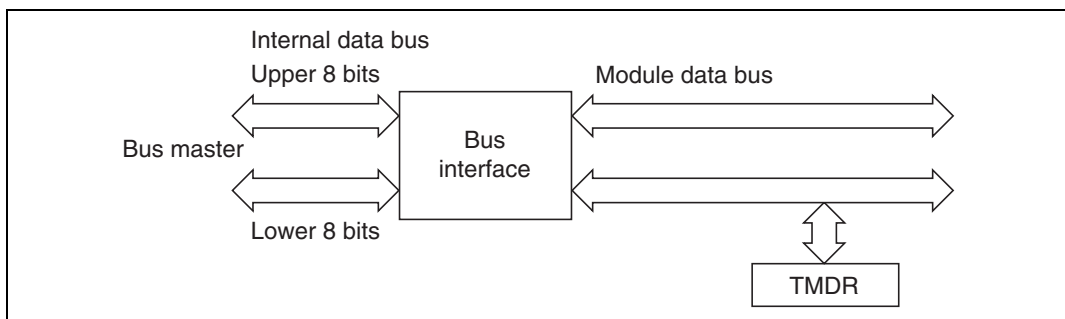 Internal data bus
Upper 8 bits
Module data bus
Bus master
Bus
interface
Lower 8 bits
TMDR